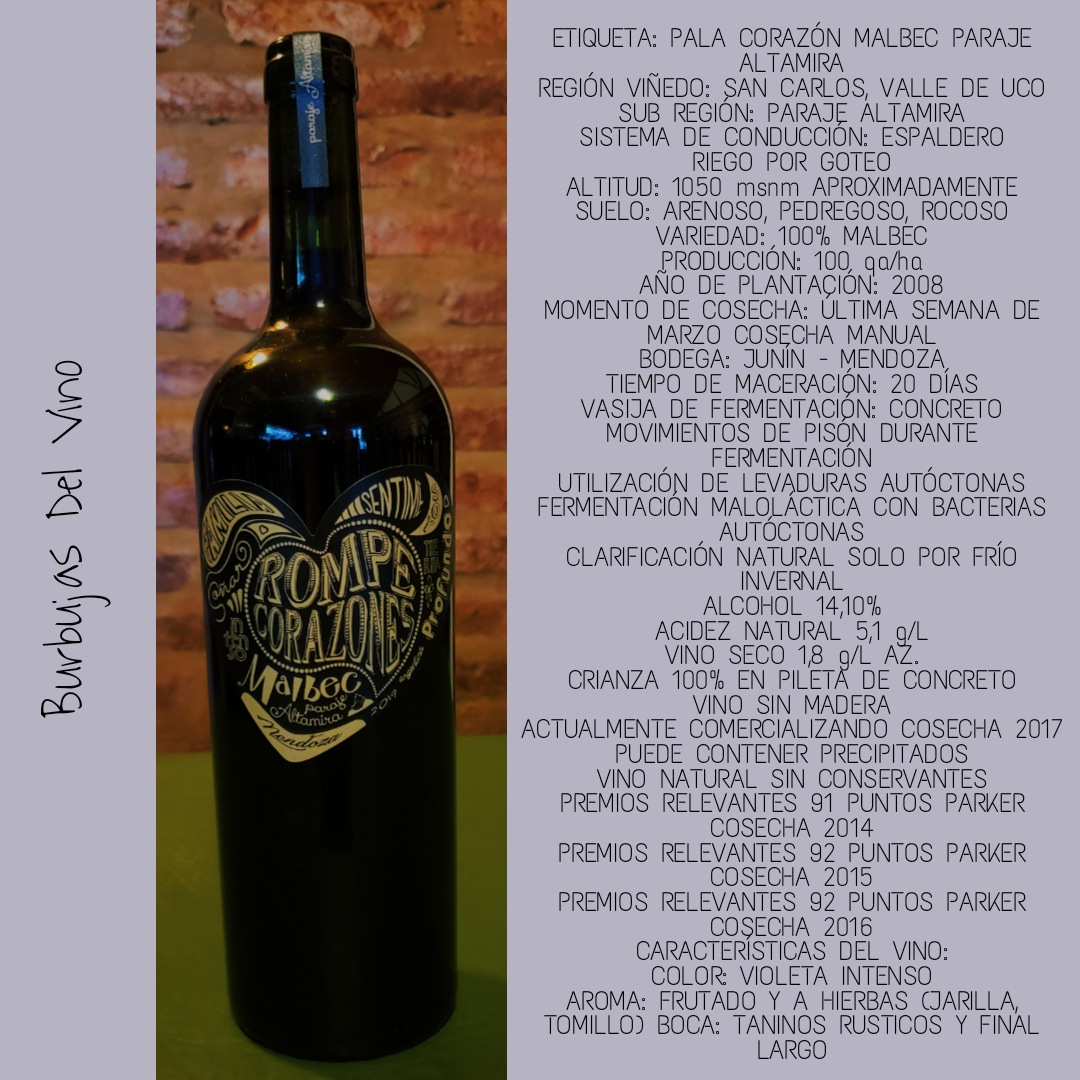 Burbujas Del Vino
paraje Altamira
SENTIMI
Soñar
ROMPE
CORAZONES
Profundo
Malbec
paraje
Altamira
2019
Mendoza
ETIQUETA: PALA CORAZÓN MALBEC PARAJE
ALTAMIRA
REGIÓN VIÑEDO: SAN CARLOS, VALLE DE UCO
SUB REGIÓN: PARAJE ALTAMIRA
SISTEMA DE CONDUCCIÓN: ESPALDERO
RIEGO POR GOTEO
ALTITUD: 1050 msnm APROXIMADAMENTE
SUELO: ARENOSO, PEDREGOSO, ROCOSO
VARIEDAD: 100% MALBEC
PRODUCCIÓN: 100 qq/ha
AÑO DE PLANTACIÓN: 2008
MOMENTO DE COSECHA: ÚLTIMA SEMANA DE
MARZO COSECHA MANUAL
BODEGA: JUNÍN - MENDOZA
TIEMPO DE MACERACIÓN: 20 DÍAS
VASIJA DE FERMENTACIÓN: CONCRETO
MOVIMIENTOS DE PISÓN DURANTE
FERMENTACIÓN
UTILIZACIÓN DE LEVADURAS AUTÓCTONAS
FERMENTACIÓN MALOLÁCTICA CON BACTERIAS
AUTÓCTONAS
CLARIFICACIÓN NATURAL SOLO POR FRÍO
INVERNAL
ALCOHOL 14,10%
ACIDEZ NATURAL 5,1 g/L
VINO SECO 1,8 g/L AZ.
CRIANZA 100% EN PILETA DE CONCRETO
VINO SIN MADERA
ACTUALMENTE COMERCIALIZANDO COSECHA 2017
PUEDE CONTENER PRECIPITADOS
VINO NATURAL SIN CONSERVANTES
PREMIOS RELEVANTES 91 PUNTOS PARKER
COSECHA 2014
PREMIOS RELEVANTES 92 PUNTOS PARKER
COSECHA 2015
PREMIOS RELEVANTES 92 PUNTOS PARKER
COSECHA 2016
CARACTERÍSTICAS DEL VINO:
COLOR: VIOLETA INTENSO
AROMA: FRUTADO Y A HIERBAS (JARILLA,
TOMILLO) BOCA: TANINOS RUSTICOS Y FINAL
LARGO